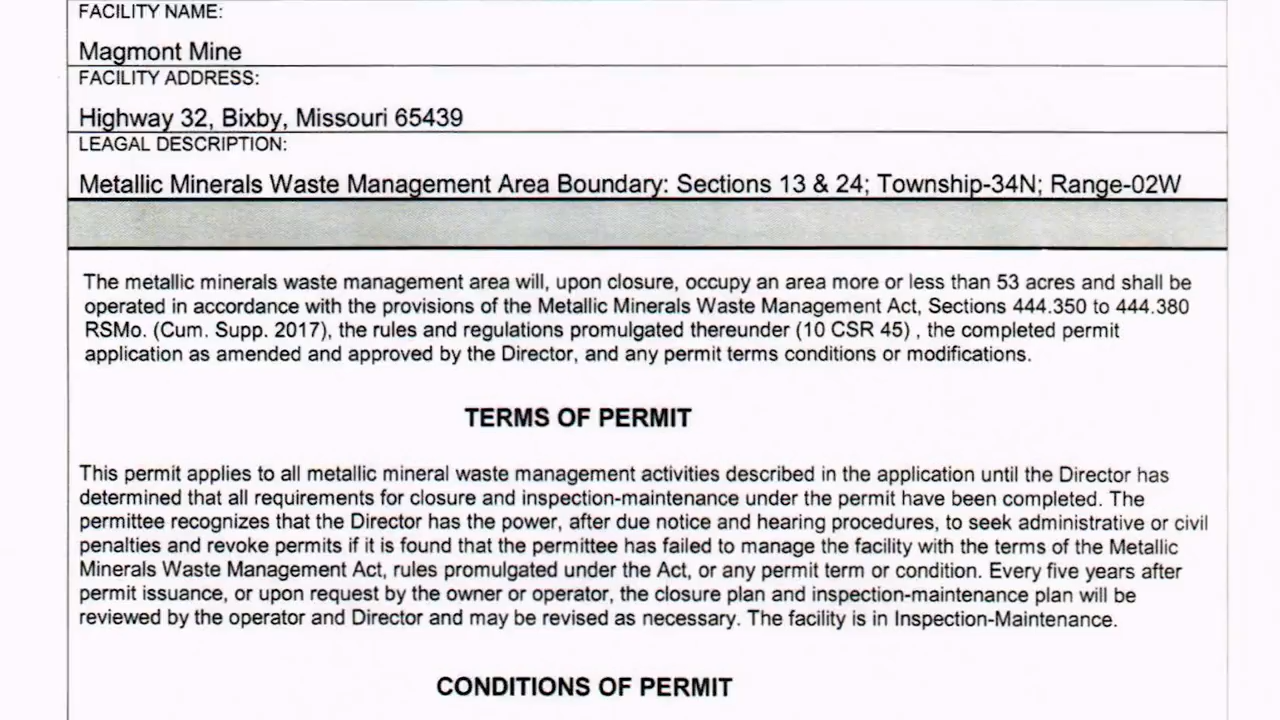 FACILITY NAME:
Magmont Mine
FACILITY ADDRESS:
Highway 32, Bixby, Missouri 65439
LEAGAL DESCRIPTION:
Metallic Minerals Waste Management Area Boundary: Sections 13 & 24; Township-34N; Range-02W
The metallic minerals waste management area will, upon closure, occupy an area more or less than 53 acres and shall be
operated in accordance with the provisions of the Metallic Minerals Waste Management Act, Sections 444.350 to 444.380
RSMo. (Cum. Supp. 2017), the rules and regulations promulgated thereunder (10 CSR 45) , the completed permit
application as amended and approved by the Director, and any permit terms conditions or modifications.
TERMS OF PERMIT
This permit applies to all metallic mineral waste management activities described in the application until the Director has
determined that all requirements for closure and inspection-maintenance under the permit have been completed. The
permittee recognizes that the Director has the power, after due notice and hearing procedures, to seek administrative or civil
penalties and revoke permits if it is found that the permittee has failed to manage the facility with the terms of the Metallic
Minerals Waste Management Act, rules promulgated under the Act, or any permit term or condition. Every five years after
permit issuance, or upon request by the owner or operator, the closure plan and inspection-maintenance plan will be
reviewed by the operator and Director and may be revised as necessary. The facility is in Inspection-Maintenance.
CONDITIONS OF PERMIT